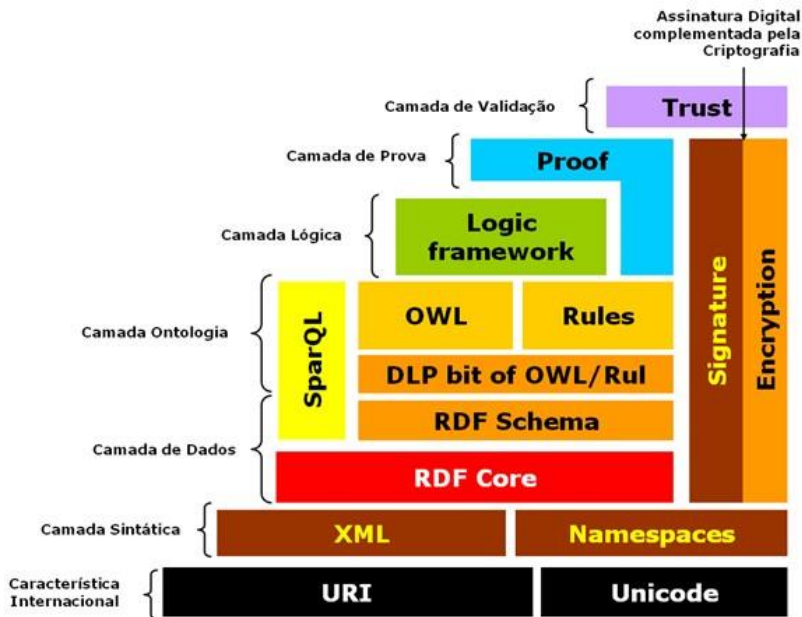 Assinatura Digital
complementada pela
Criptografia
Camada de Validação
Trust
Camada de Prova
Proof
Camada Lógica
Logic
framework
Signature
Encryption
Camada Ontologia
SparQL
OWL
Rules
DLP bit of OWL/Rul
Camada de Dados
RDF Schema
RDF Core
Camada Sintática
XML
Namespaces
Característica
Internacional
URI
Unicode